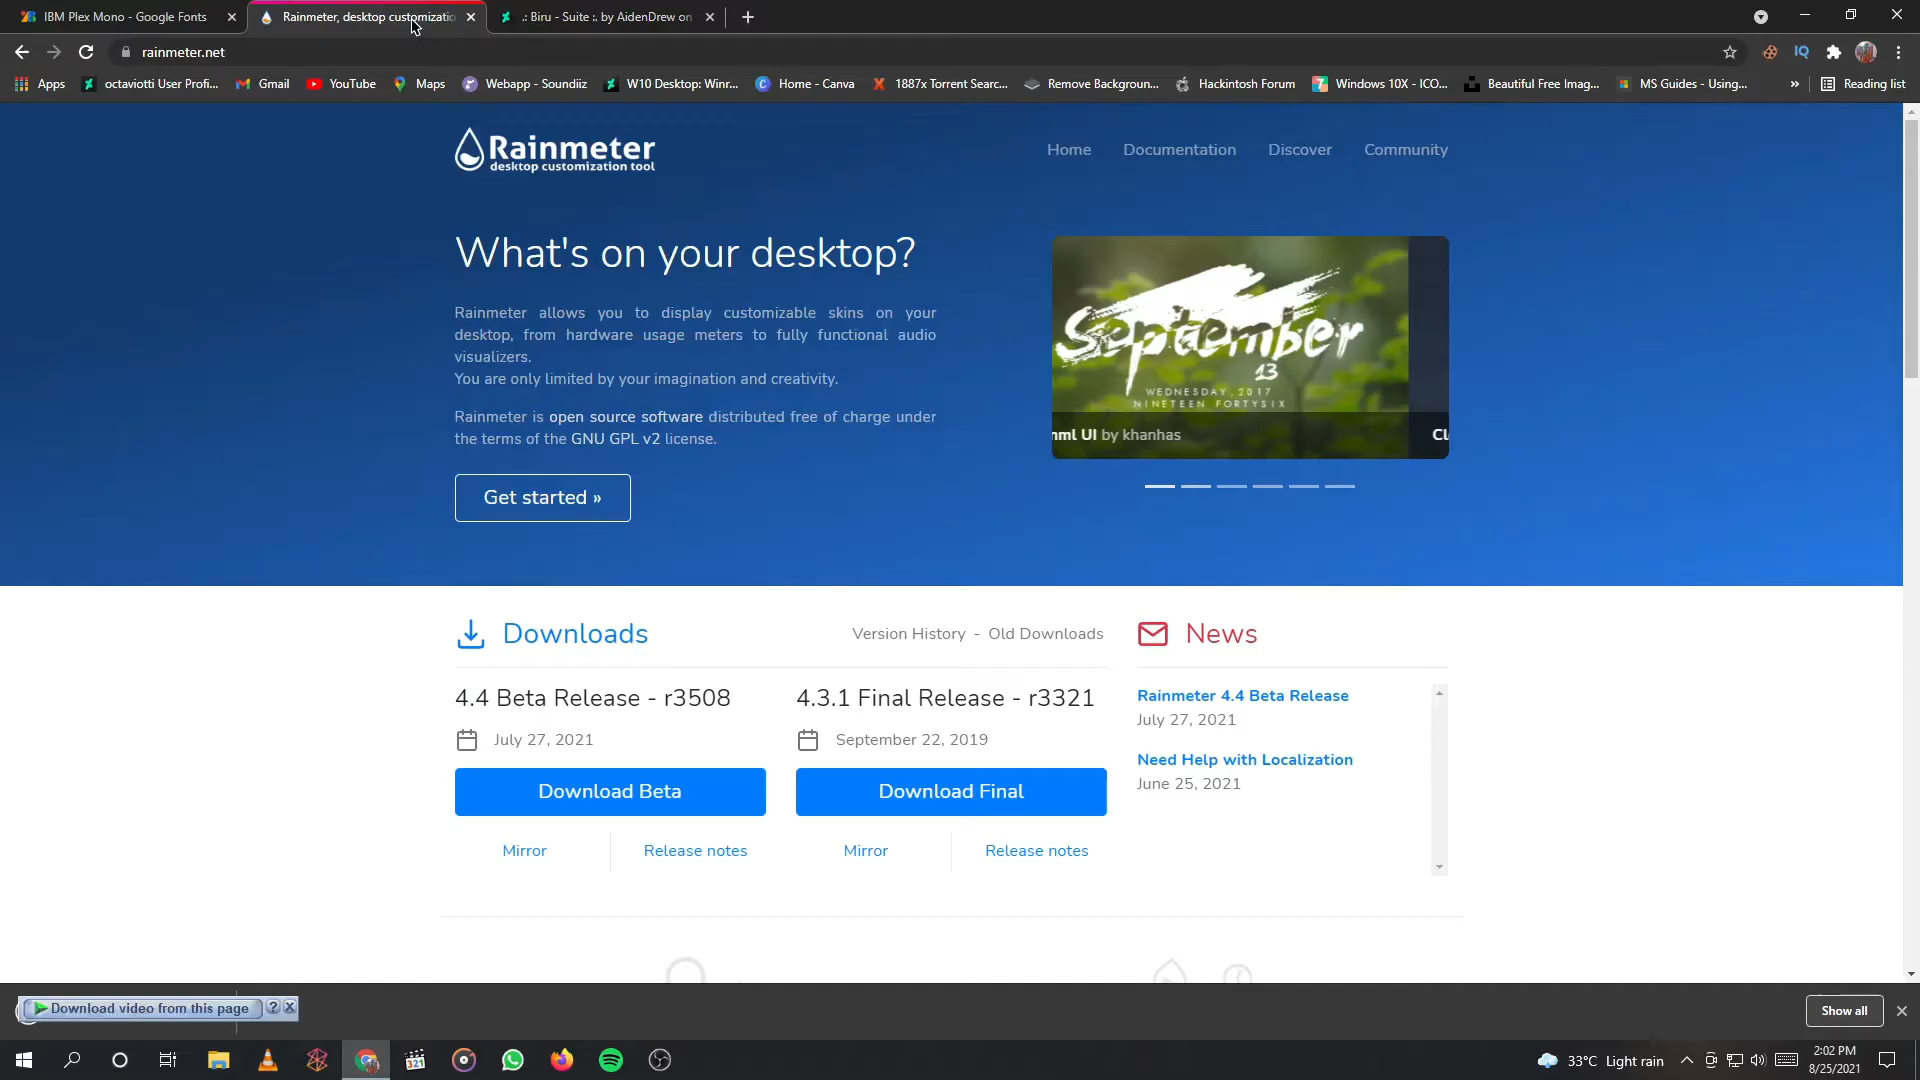 IBM Plex Mono - Google Fonts
Rainmeter, desktop customizatio
.: Biru - Suite :. by AidenDrew on
rainmeter.net
Apps
octaviotti User Profi...
Gmail
YouTube
Maps
Webapp - Soundiiz
W10 Desktop: Winr...
Home - Canva
1887x Torrent Searc...
Remove Backgroun...
Hackintosh Forum
Windows 10X - ICO...
Beautiful Free Imag...
MS Guides - Using...
»
Reading list
Rainmeter
desktop customization tool
Home
Documentation
Discover
Community
What's on your desktop?
Rainmeter allows you to display customizable skins on your
desktop, from hardware usage meters to fully functional audio
visualizers.
You are only limited by your imagination and creativity.
Rainmeter is open source software distributed free of charge under
the terms of the GNU GPL v2 license.
Get started »
September
13
WEDNESDAY, 2017
NINETEEN FORTYSIX
nml UI by khanhas
Cl
Downloads
Version History - Old Downloads
News
4.4 Beta Release - r3508
July 27, 2021
Download Beta
Mirror
Release notes
4.3.1 Final Release - r3321
September 22, 2019
Download Final
Mirror
Release notes
Rainmeter 4.4 Beta Release
July 27, 2021
Need Help with Localization
June 25, 2021
Download video from this page
?
Show all
321
33°C Light rain
2:02 PM
8/25/2021